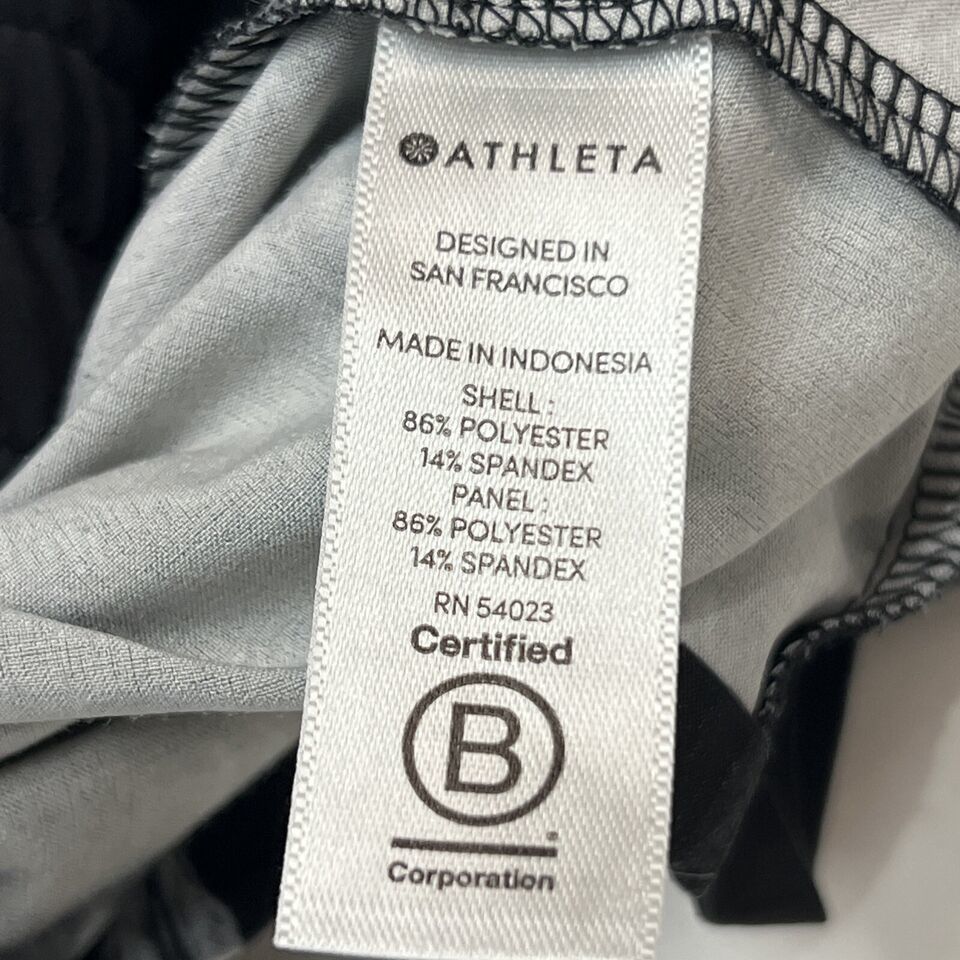 ATHLETA
DESIGNED IN
SAN FRANCISCO
MADE IN INDONESIA
SHELL :
86% POLYESTER
14% SPANDEX
PANEL :
86% POLYESTER
14% SPANDEX
RN 54023
Certified
B
Corporation